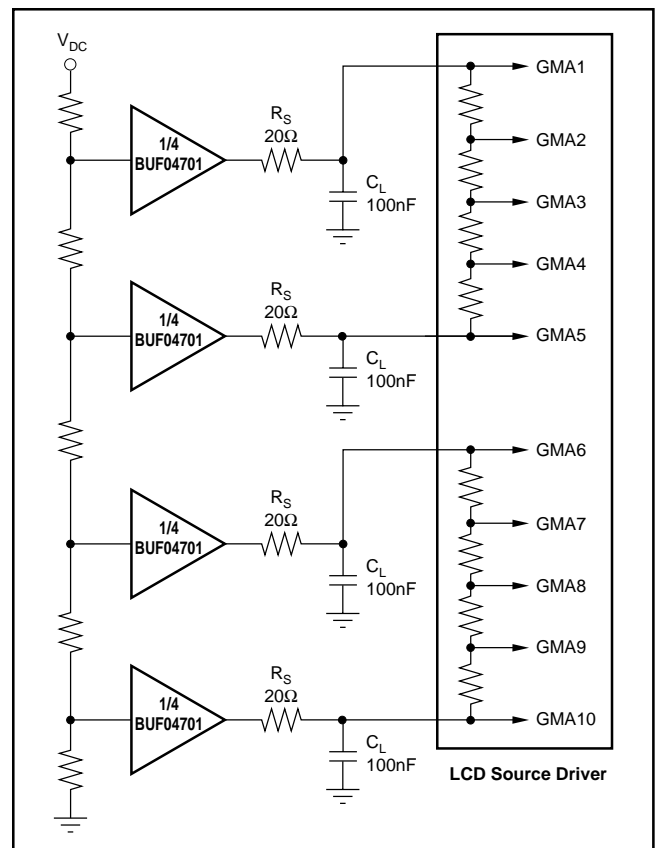 V_DC
1/4
BUF04701
R_S
20Ω
C_L
100nF
GMA1
GMA2
GMA3
GMA4
1/4
BUF04701
R_S
20Ω
C_L
100nF
GMA5
1/4
BUF04701
R_S
20Ω
C_L
100nF
GMA6
GMA7
GMA8
GMA9
1/4
BUF04701
R_S
20Ω
C_L
100nF
GMA10
LCD Source Driver